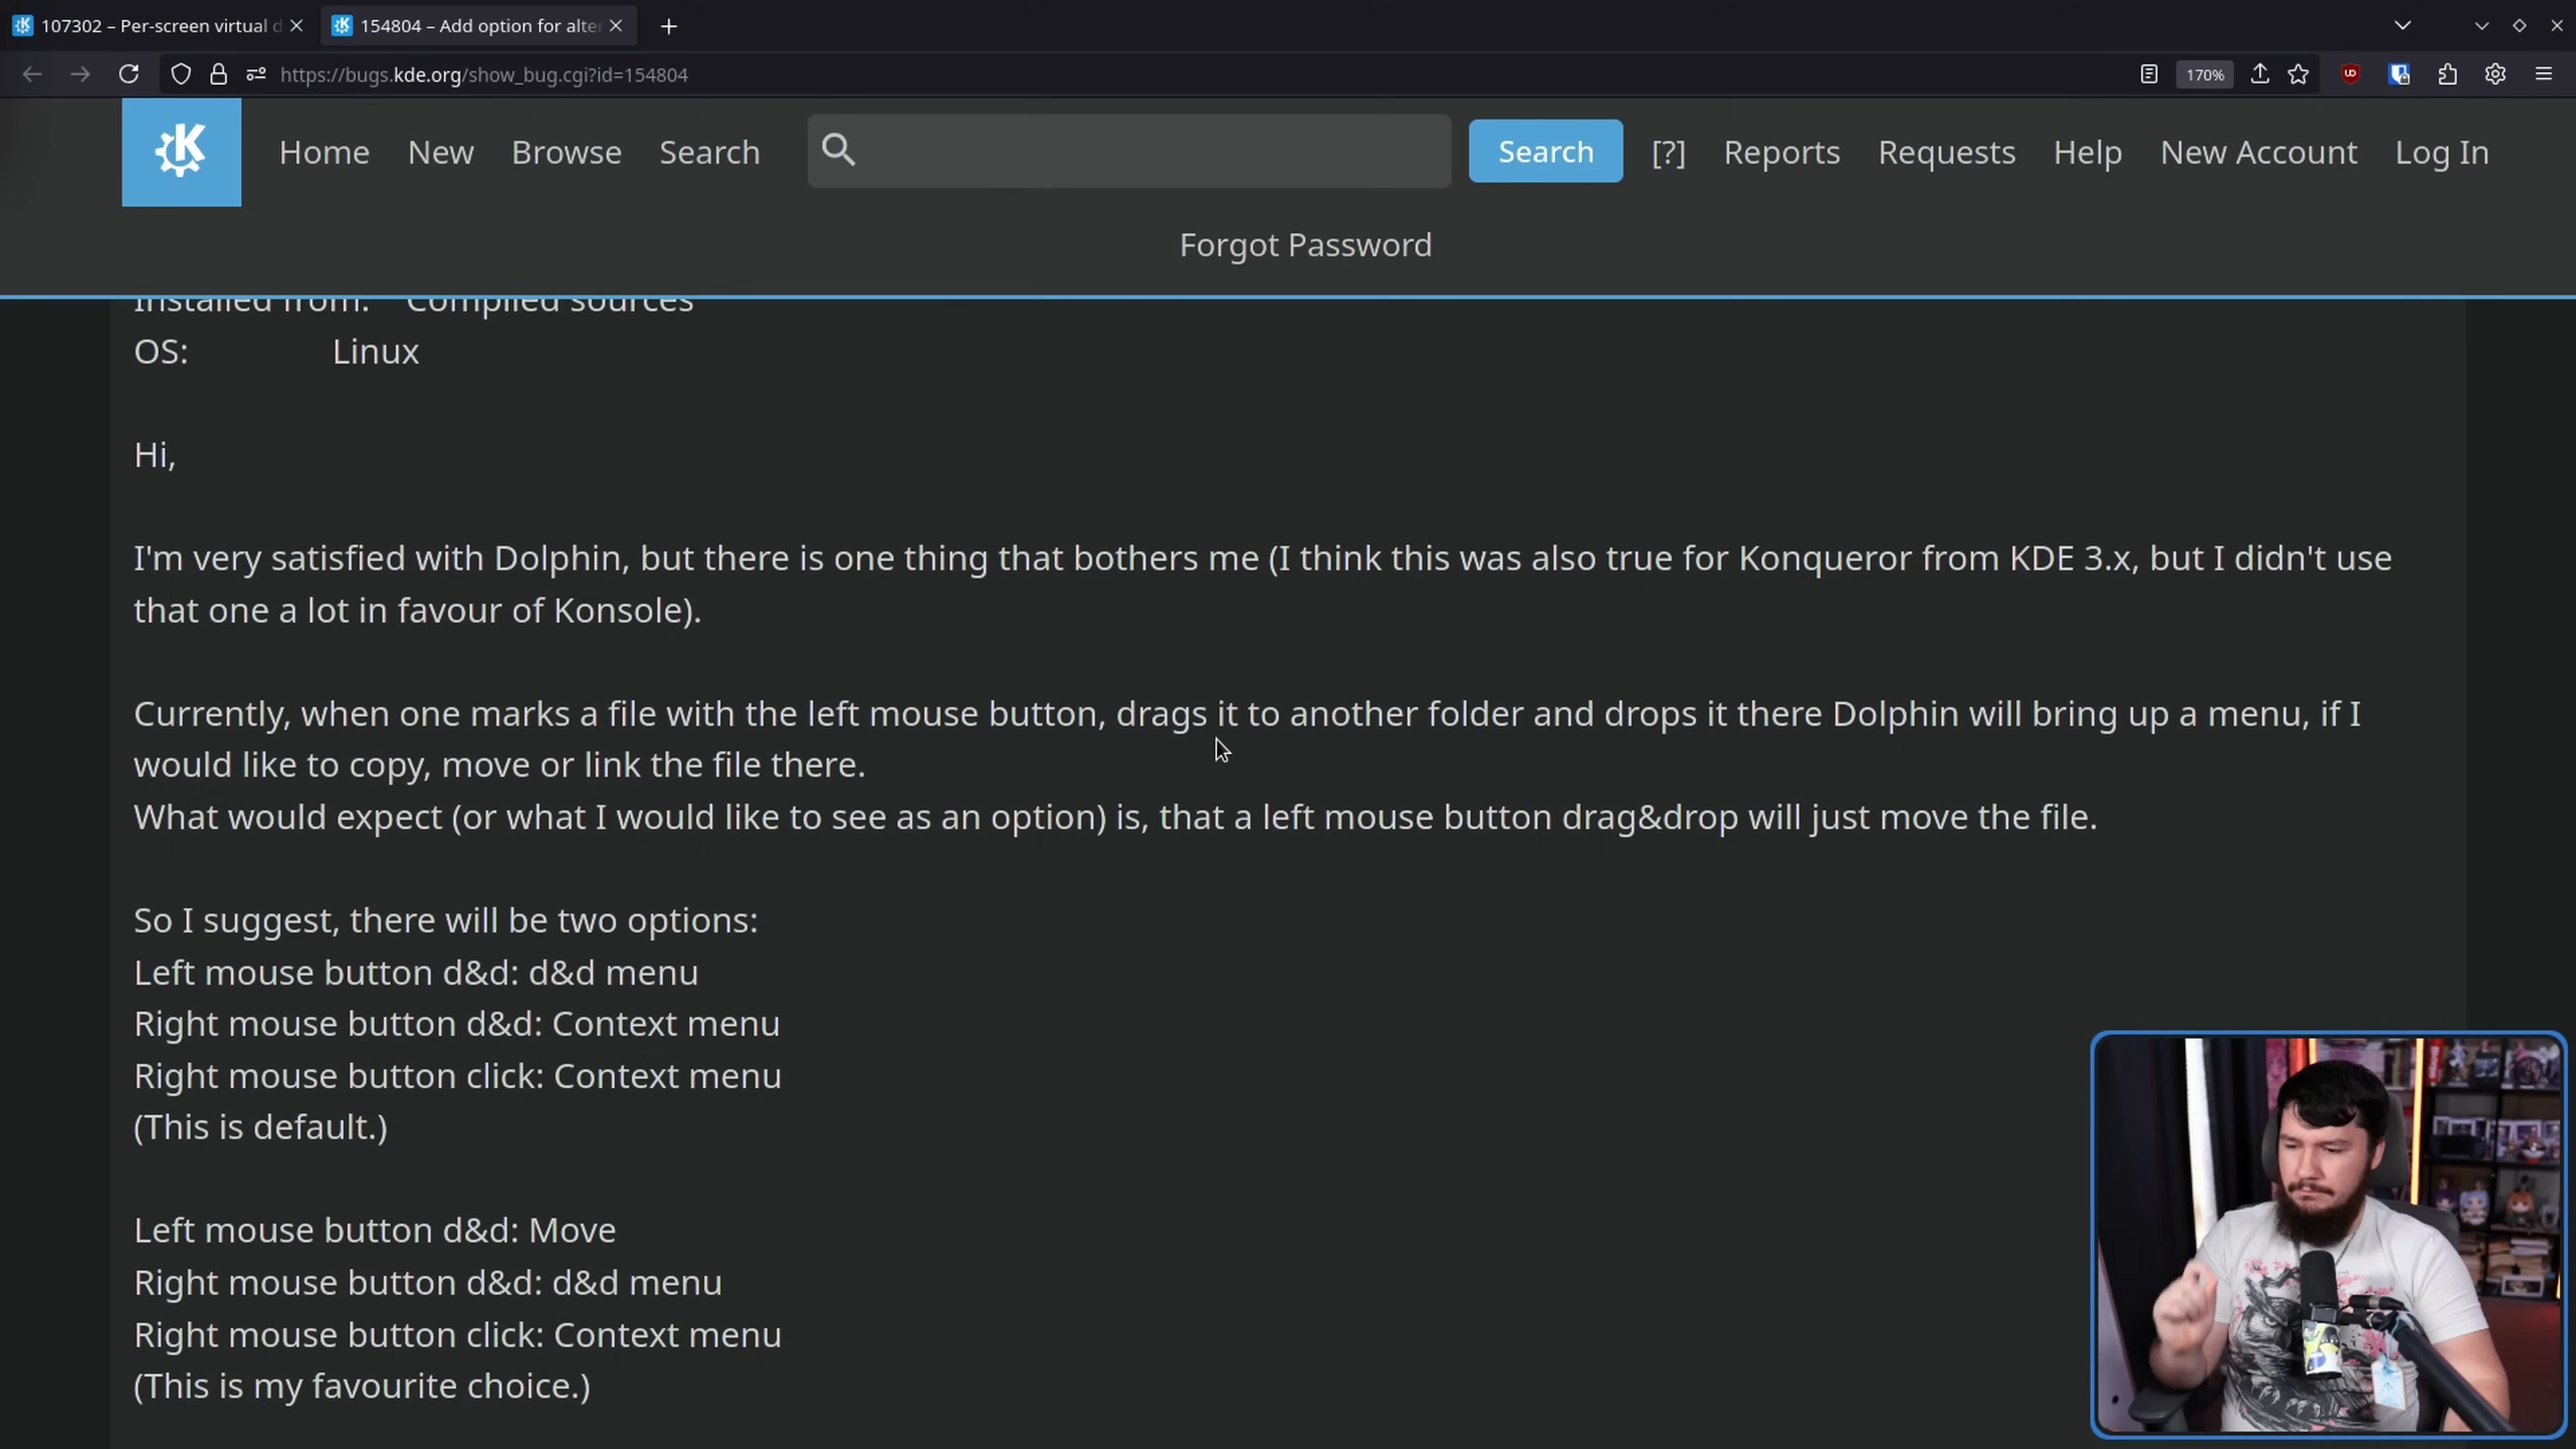 107302 – Per-screen virtual d
154804 – Add option for alter
https://bugs.kde.org/show_bug.cgi?id=154804
170%
Home New Browse Search Search [?] Reports Requests Help New Account Log In
Forgot Password
Installed from: Compiled sources
OS: Linux
Hi,
I'm very satisfied with Dolphin, but there is one thing that bothers me (I think this was also true for Konqueror from KDE 3.x, but I didn't use
that one a lot in favour of Konsole).
Currently, when one marks a file with the left mouse button, drags it to another folder and drops it there Dolphin will bring up a menu, if I
would like to copy, move or link the file there.
What would expect (or what I would like to see as an option) is, that a left mouse button drag&drop will just move the file.
So I suggest, there will be two options:
Left mouse button d&d: d&d menu
Right mouse button d&d: Context menu
Right mouse button click: Context menu
(This is default.)
Left mouse button d&d: Move
Right mouse button d&d: d&d menu
Right mouse button click: Context menu
(This is my favourite choice.)